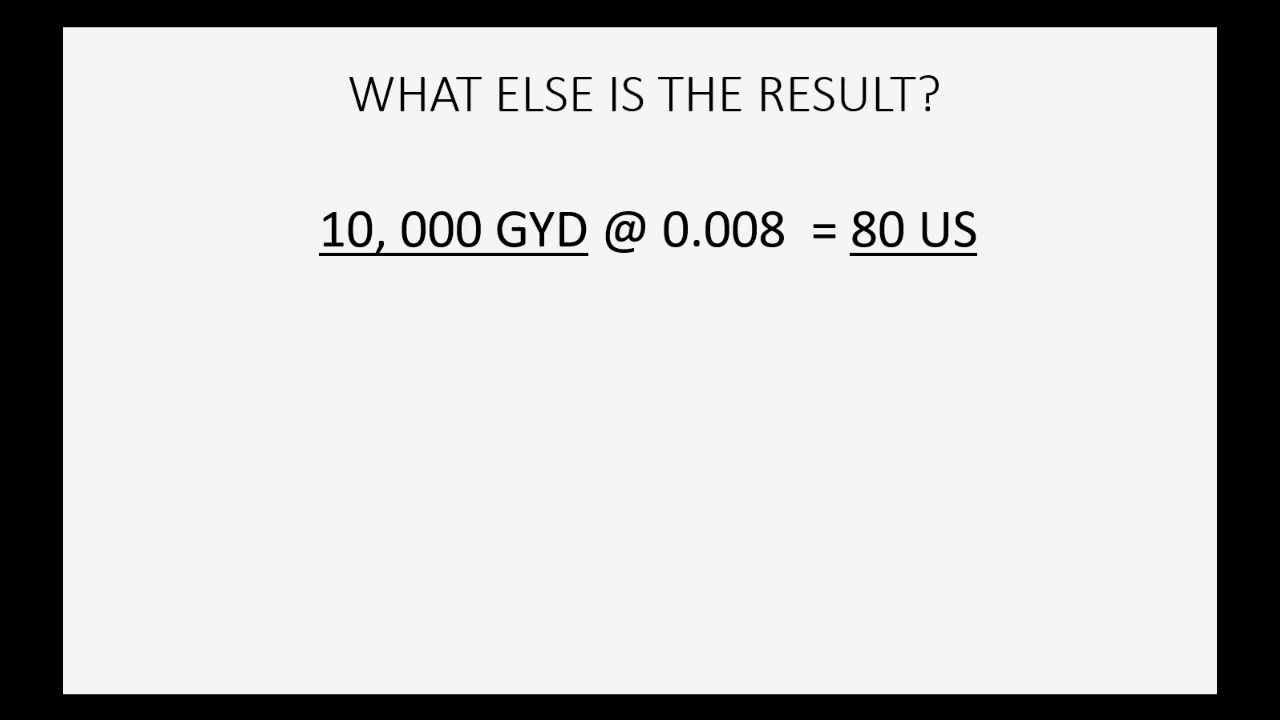 WHAT ELSE IS THE RESULT?
10, 000 GYD @ 0.008 = 80 US